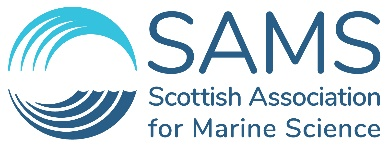 SAMS
Scottish Association
for Marine Science